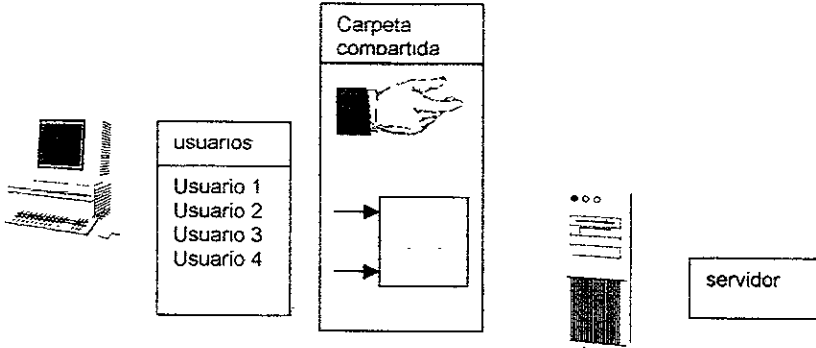 Carpeta
compartida
usuarios
Usuario 1
Usuario 2
Usuario 3
Usuario 4
servidor